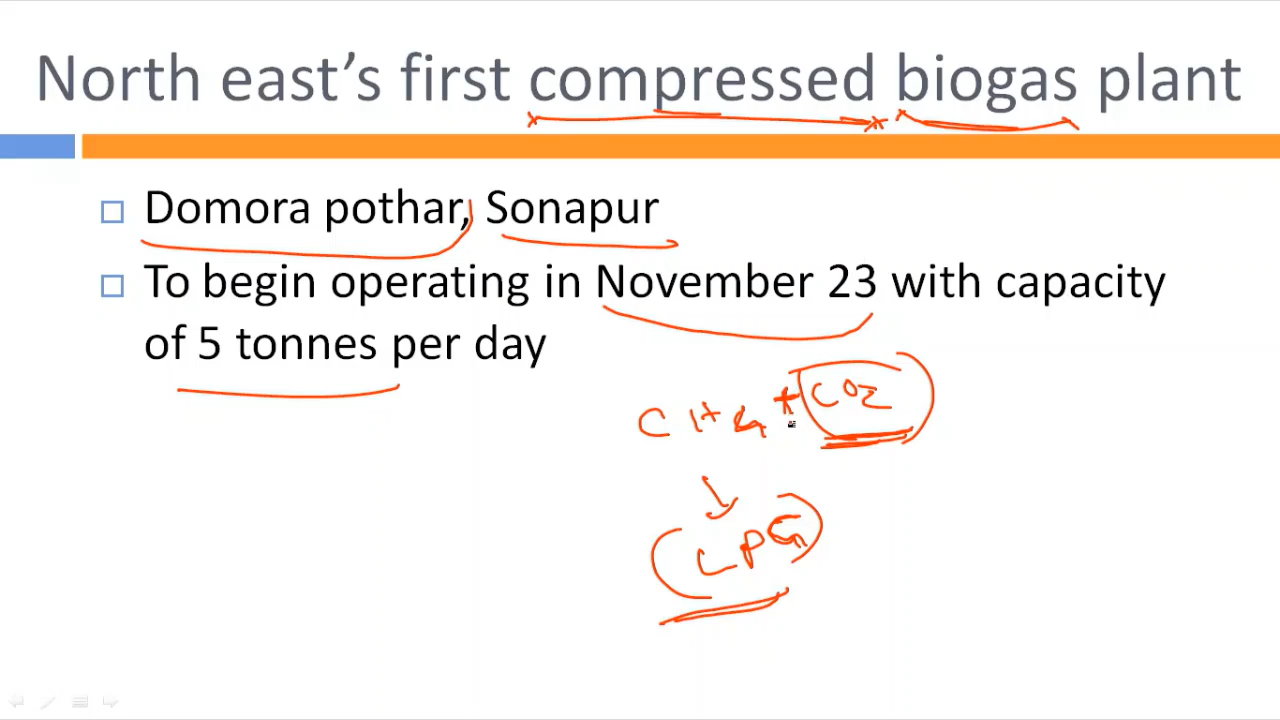 North east’s first compressed biogas plant
Domora pothar, Sonapur
To begin operating in November 23 with capacity
of 5 tonnes per day
CH4 + CO2
LPG